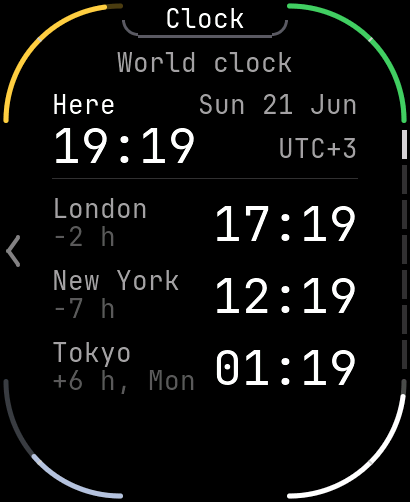 Clock
World clock
Here Sun 21 Jun
19:19 UTC+3
London 17:19
-2 h
New York 12:19
-7 h
Tokyo 01:19
+6 h, Mon